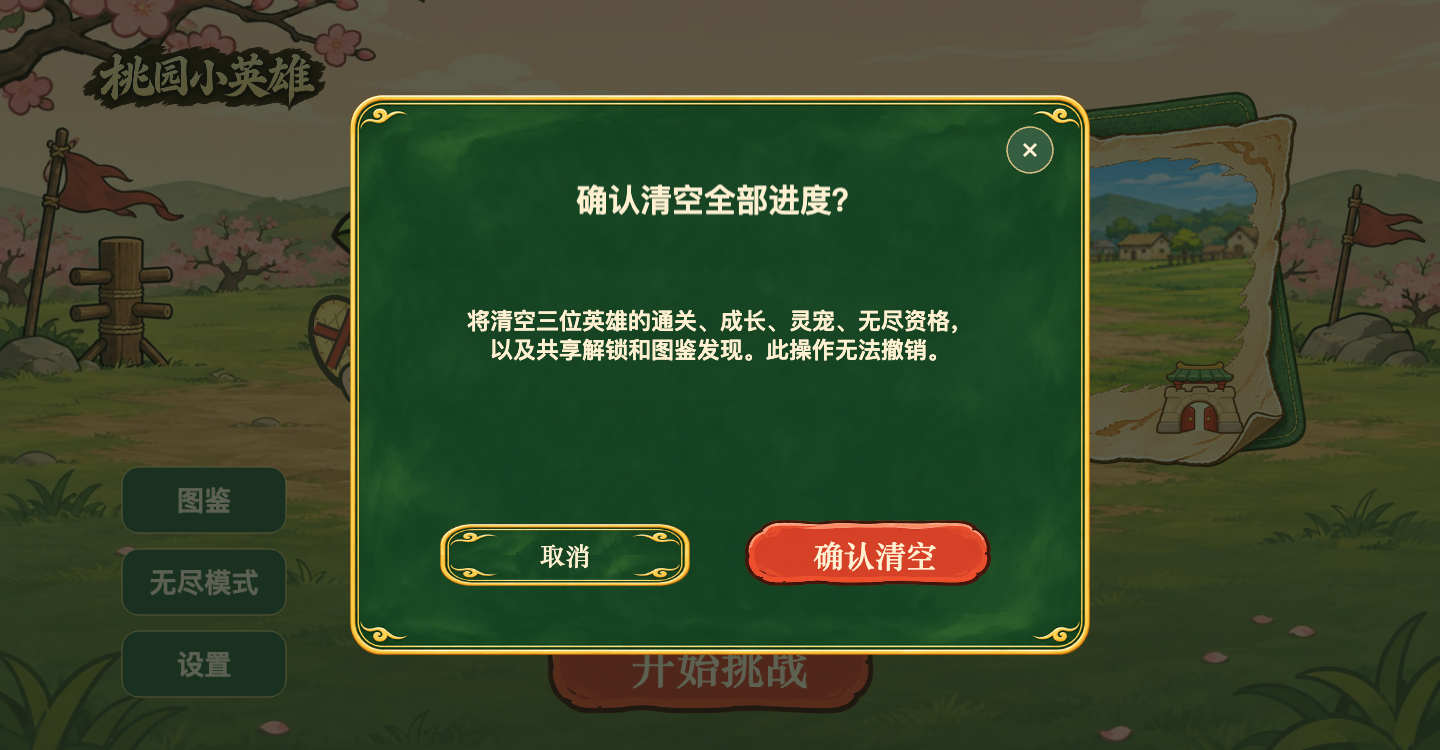 桃园小英雄
×
确认清空全部进度?
将清空三位英雄的通关、成长、灵宠、无尽资格，
以及共享解锁和图鉴发现。此操作无法撤销。
图鉴
取消
确认清空
无尽模式
设置
开始挑战